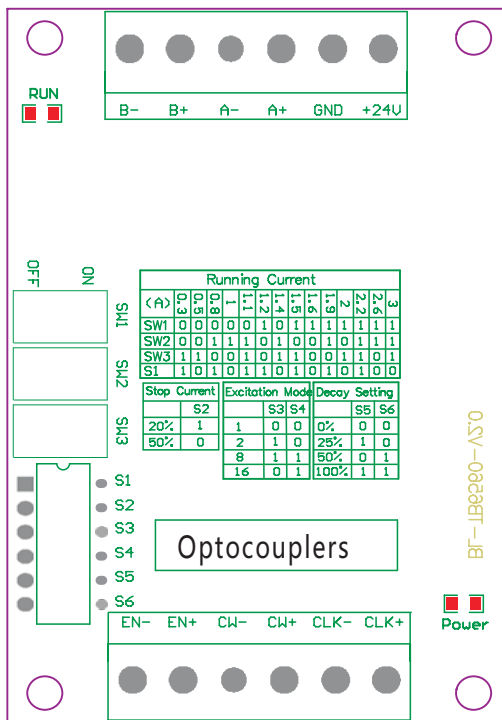 B- B+ A- A+ GND +24V
RUN
OFF ON
SW1
SW2
SW3
Running Current
(A) 0.3 0.5 0.8 1 1.1 1.2 1.4 1.5 1.6 1.9 2 2.2 2.6 3
SW1 0 0 0 0 0 1 0 1 1 1 1 1 1 1
SW2 0 0 1 1 1 0 1 0 0 1 0 1 1 1
SW3 1 1 0 0 1 0 1 1 0 0 1 1 0 1
S1 1 0 1 0 1 1 0 1 0 1 0 1 0 0
Stop Current
S2
20% 1
50% 0
Excitation Mode
S3 S4
1 0 0
2 1 0
8 1 1
16 0 1
Decay Setting
S5 S6
0% 0 0
25% 1 0
50% 0 1
100% 1 1
S1
S2
S3
S4
S5
S6
Optocouplers
BL-TB6560-V2.0
Power
EN- EN+ CW- CW+ CLK- CLK+